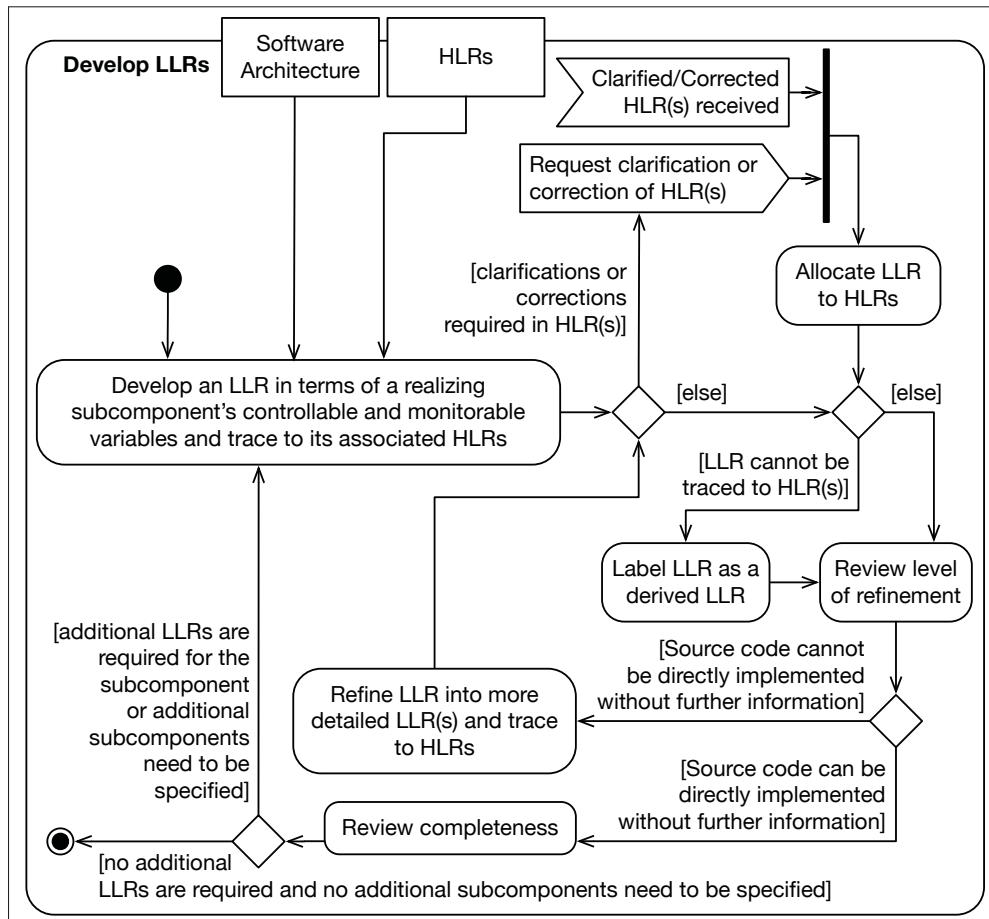 Develop LLRs
Software
Architecture
HLRs
Clarified/Corrected
HLR(s) received
Request clarification or
correction of HLR(s)
[clarifications or
corrections
required in HLR(s)]
Allocate LLR
to HLRs
Develop an LLR in terms of a realizing
subcomponent’s controllable and monitorable
variables and trace to its associated HLRs
[else]
[else]
[LLR cannot be
traced to HLR(s)]
Label LLR as a
derived LLR
Review level
of refinement
[additional LLRs are
required for the
subcomponent
or additional
subcomponents
need to be
specified]
[Source code cannot
be directly implemented
without further information]
Refine LLR into more
detailed LLR(s) and trace
to HLRs
[Source code can be
directly implemented
without further information]
Review completeness
[no additional
LLRs are required and no additional subcomponents need to be specified]